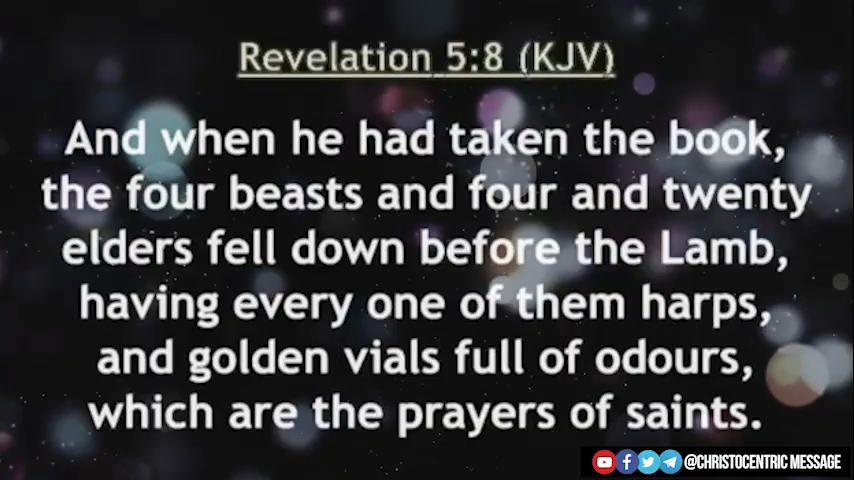 Revelation 5:8 (KJV)
And when he had taken the book,
the four beasts and four and twenty
elders fell down before the Lamb,
having every one of them harps,
and golden vials full of odours,
which are the prayers of saints.
@CHRISTOCENTRIC MESSAGE